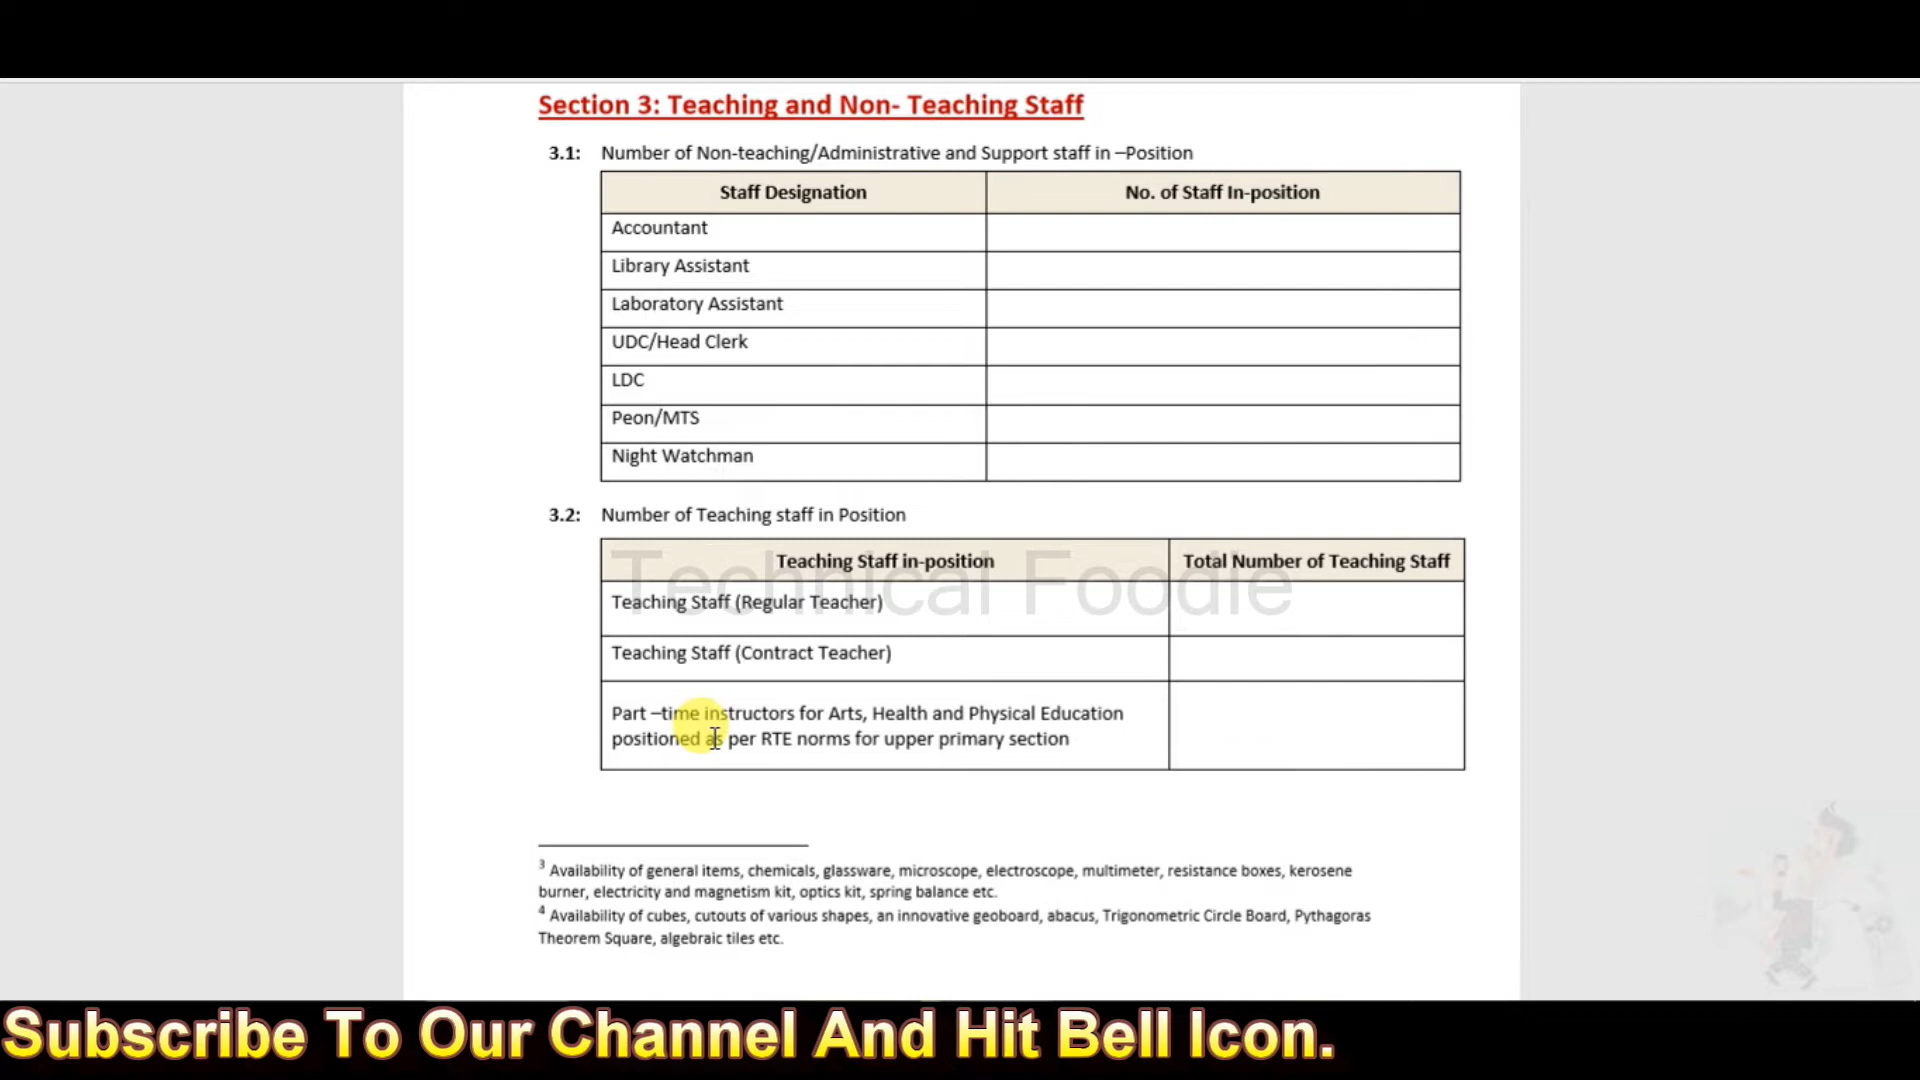 Section 3: Teaching and Non- Teaching Staff
3.1: Number of Non-teaching/Administrative and Support staff in –Position
Staff Designation No. of Staff In-position
Accountant
Library Assistant
Laboratory Assistant
UDC/Head Clerk
LDC
Peon/MTS
Night Watchman
3.2: Number of Teaching staff in Position
Teaching Staff in-position Total Number of Teaching Staff
Technical Foodie
Teaching Staff (Regular Teacher)
Teaching Staff (Contract Teacher)
Part –time instructors for Arts, Health and Physical Education
positioned as per RTE norms for upper primary section
3 Availability of general items, chemicals, glassware, microscope, electroscope, multimeter, resistance boxes, kerosene
burner, electricity and magnetism kit, optics kit, spring balance etc.
4 Availability of cubes, cutouts of various shapes, an innovative geoboard, abacus, Trigonometric Circle Board, Pythagoras
Theorem Square, algebraic tiles etc.
Subscribe To Our Channel And Hit Bell Icon.